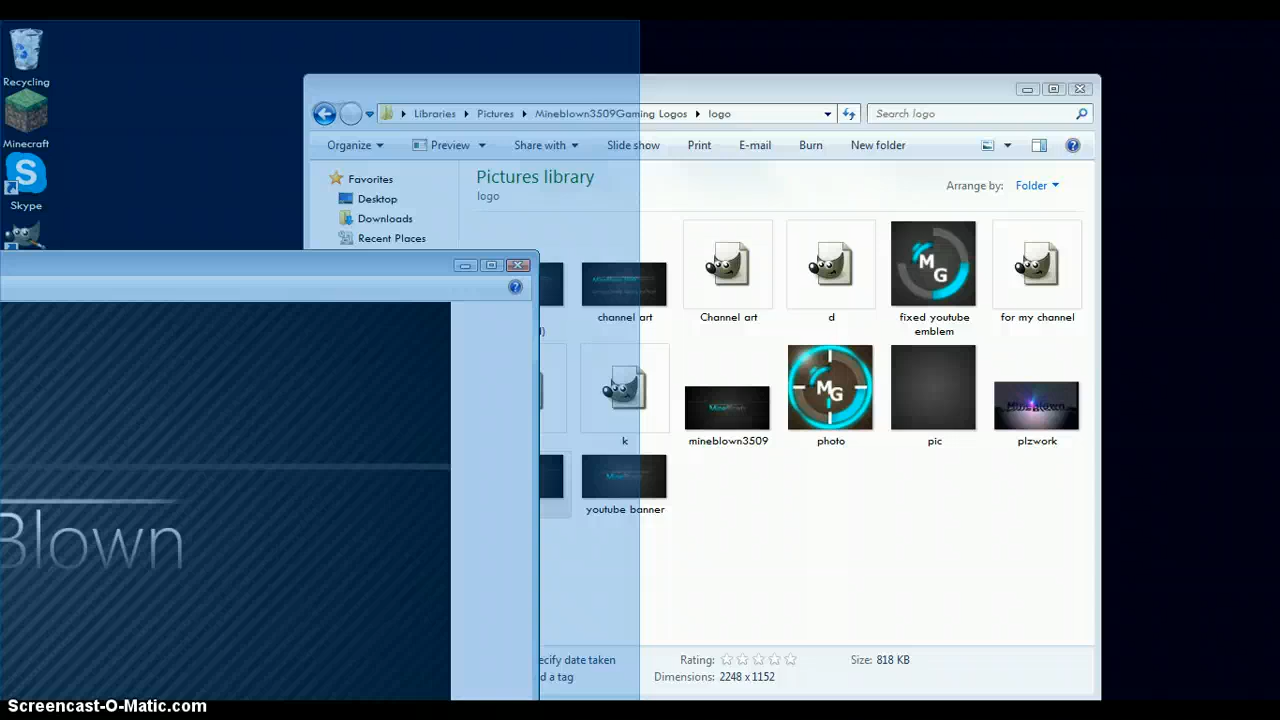 Recycling
Minecraft
Skype
Libraries Pictures Mineblown3509Gaming Logos logo
Search logo
Organize Preview Share with Slide show Print E-mail Burn New folder
Favorites
Desktop
Downloads
Recent Places
Pictures library
logo
Arrange by: Folder
channel art
Channel art
d
fixed youtube emblem
for my channel
k
mineblown3509
photo
pic
plzwork
youtube banner
MG
MG
Blown
ecify date taken
d a tag
Rating:
Size: 818 KB
Dimensions: 2248 x 1152
Screencast-O-Matic.com